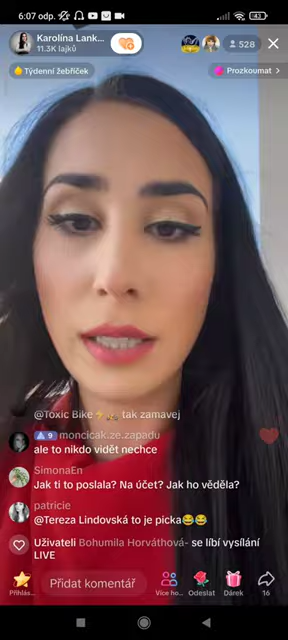 6:07 odp.
43
Karolína Lank...
11.3K lajků
528
Týdenní žebříček
Prozkoumat >
@Toxic Bike⚡🏍️ tak zamavej
9 moncicak.ze.zapadu
ale to nikdo vidět nechce
SimonaEn
Jak ti to poslala? Na účet? Jak ho věděla?
patricie
@Tereza Lindovská to je picka😂😂
Uživateli Bohumila Horváthová- se líbí vysílání
LIVE
Přihlás...
Přidat komentář
Více ho...
Odeslat
Dárek
16